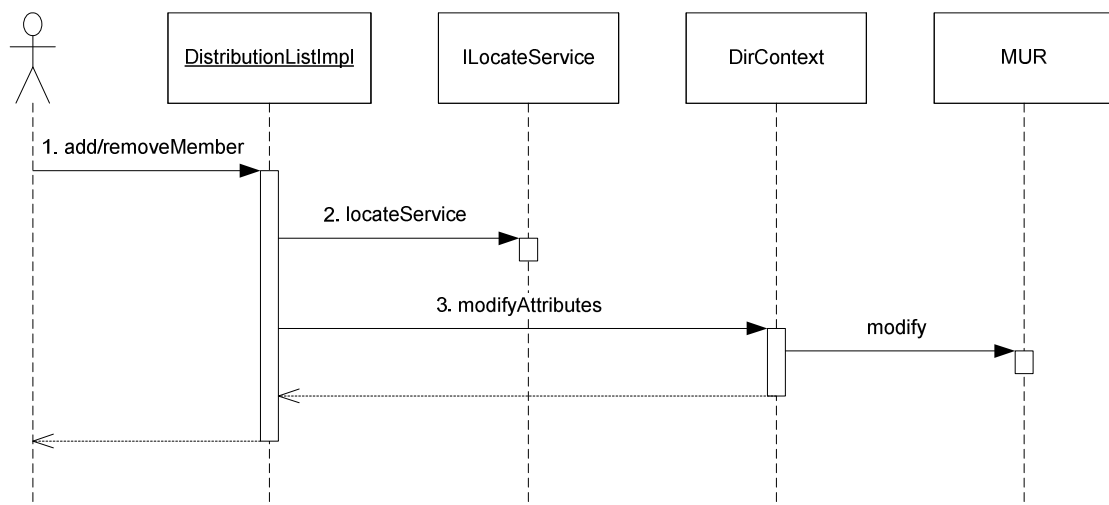 DistributionListImpl
ILocateService
DirContext
MUR
1. add/removeMember
2. locateService
3. modifyAttributes
modify